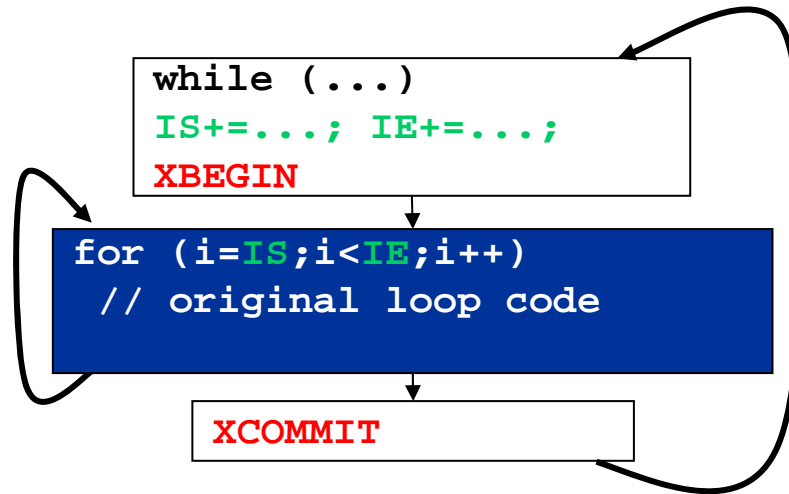 while (...)
IS+=...; IE+=...;
XBEGIN
for (i=IS;i<IE;i++)
// original loop code
XCOMMIT